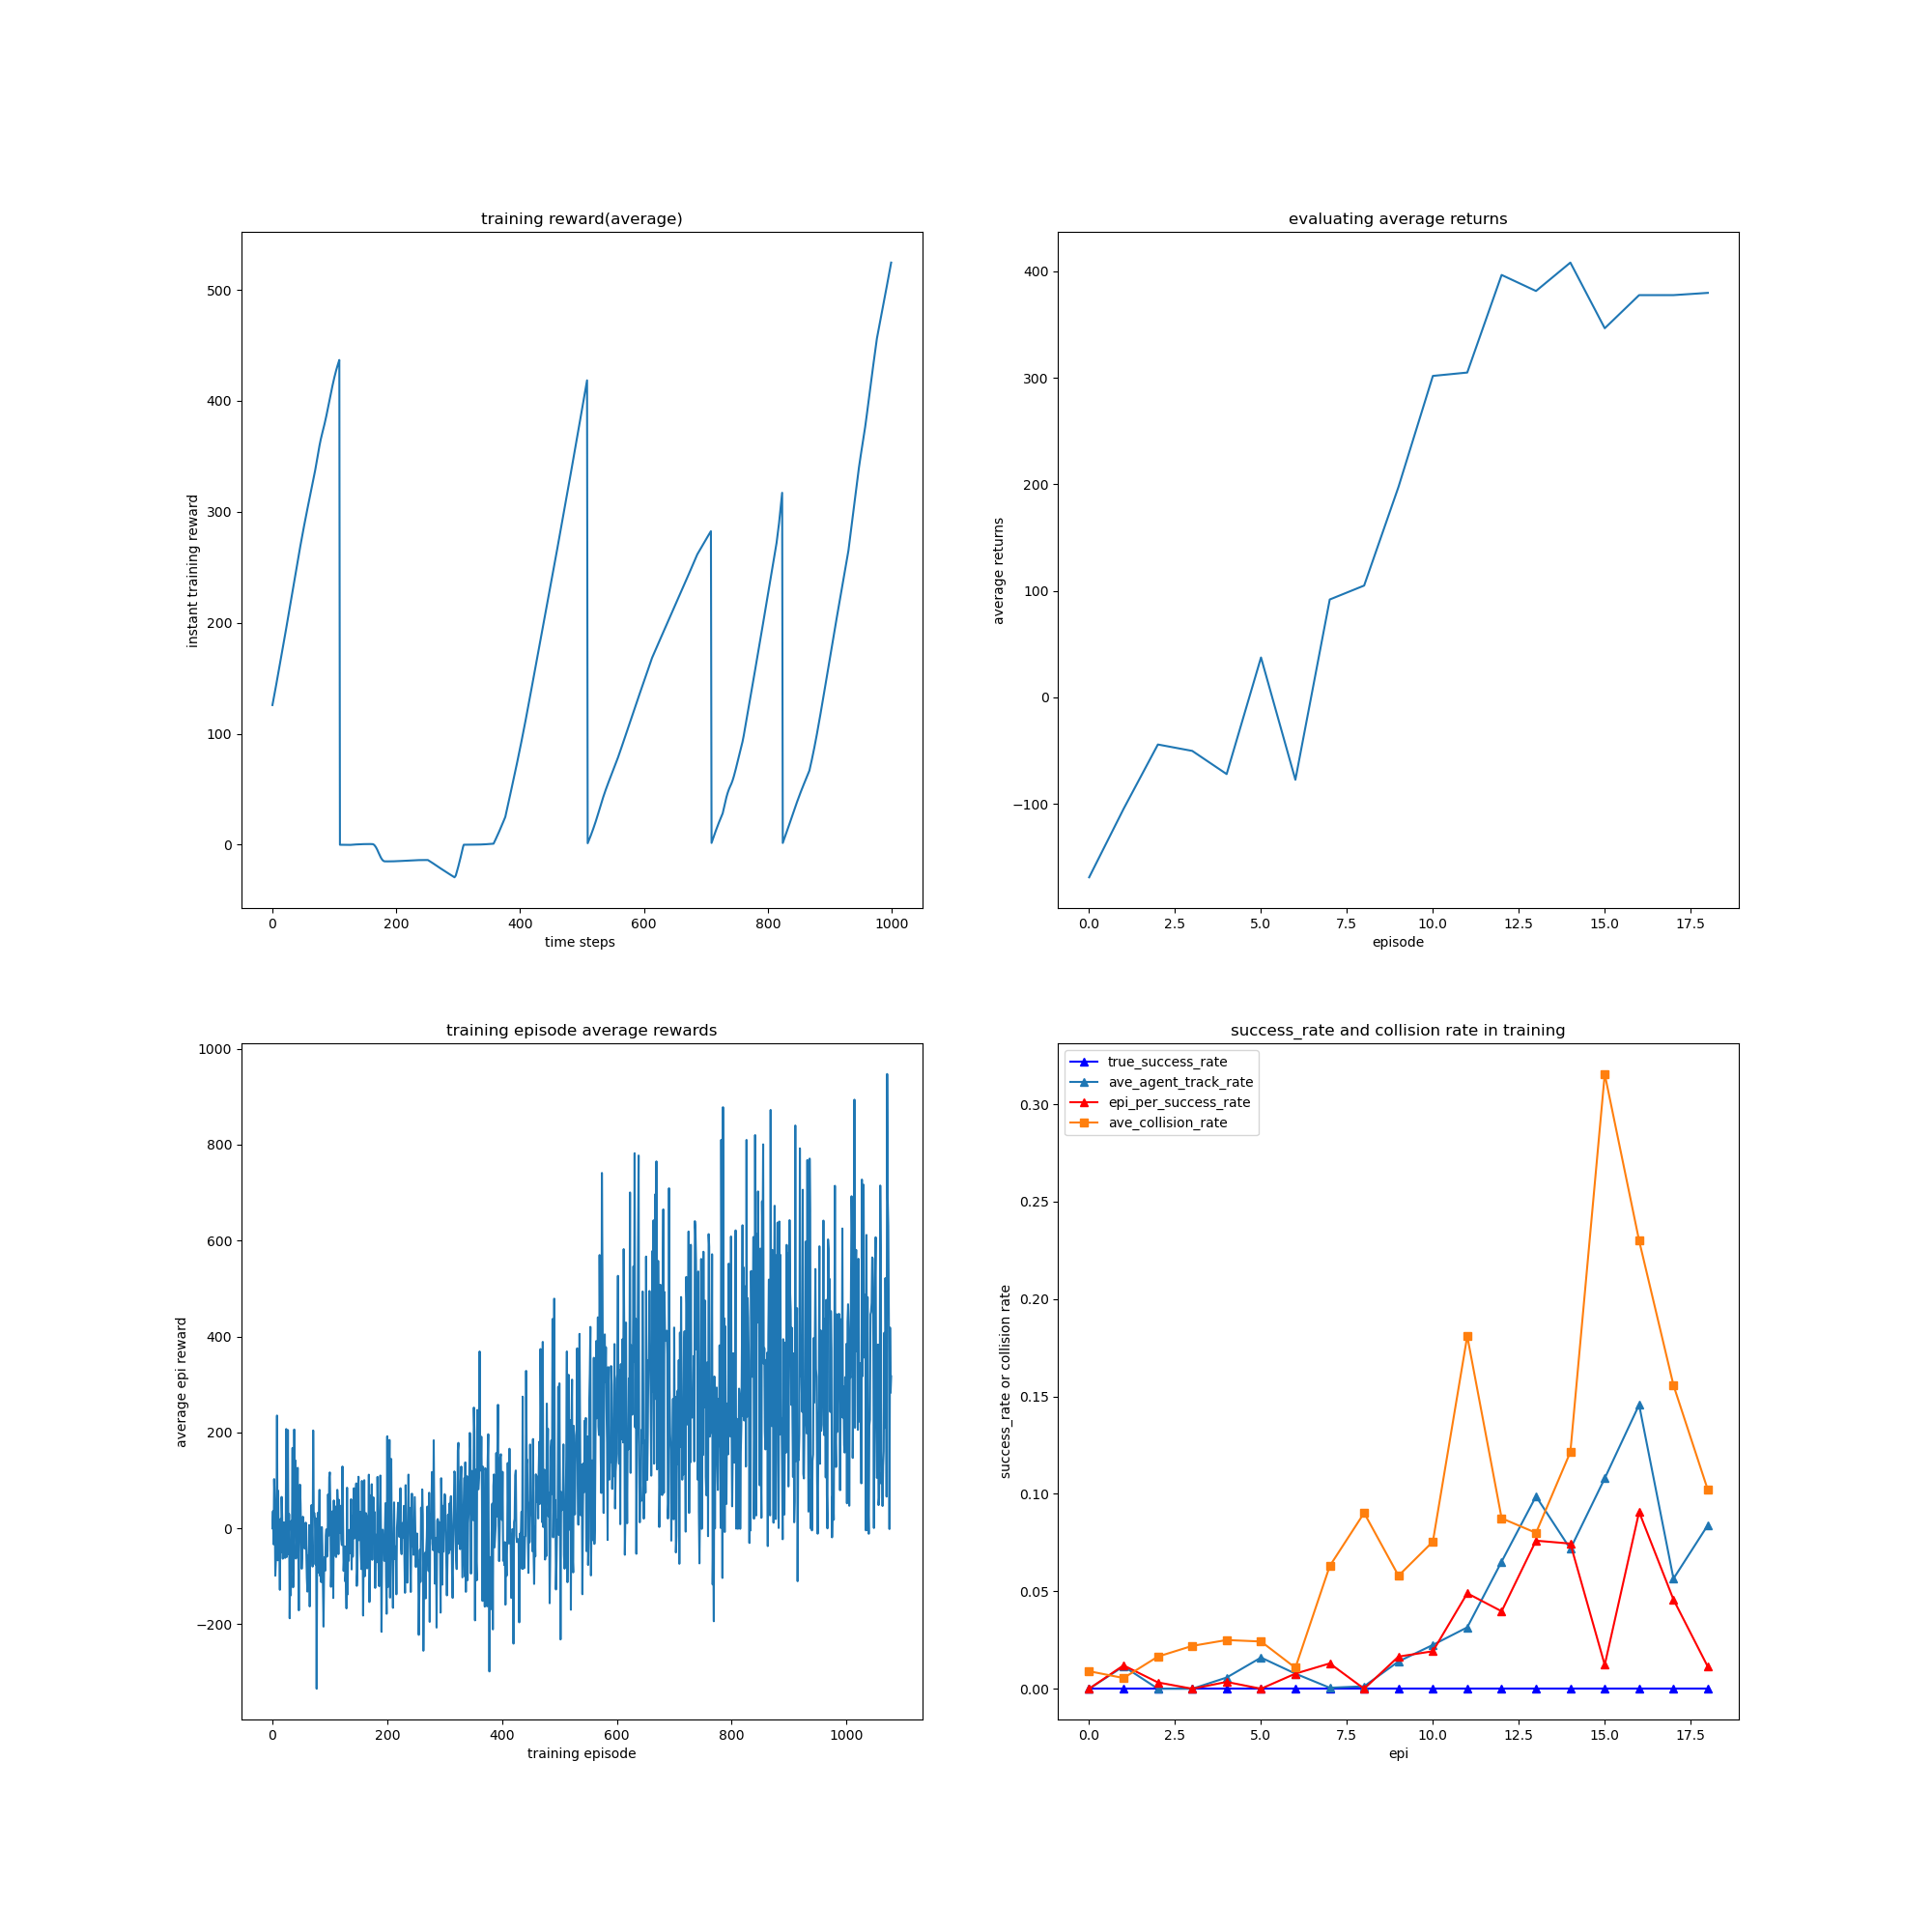 training reward(average)
500
400
300
200
100
0
instant training reward
0 200 400 600 800 1000
time steps
evaluating average returns
400
300
200
100
0
−100
average returns
0.0 2.5 5.0 7.5 10.0 12.5 15.0 17.5
episode
training episode average rewards
1000
800
600
400
200
0
−200
average epi reward
0 200 400 600 800 1000
training episode
success_rate and collision rate in training
true_success_rate
ave_agent_track_rate
epi_per_success_rate
ave_collision_rate
0.30
0.25
0.20
0.15
0.10
0.05
0.00
success_rate or collision rate
0.0 2.5 5.0 7.5 10.0 12.5 15.0 17.5
epi